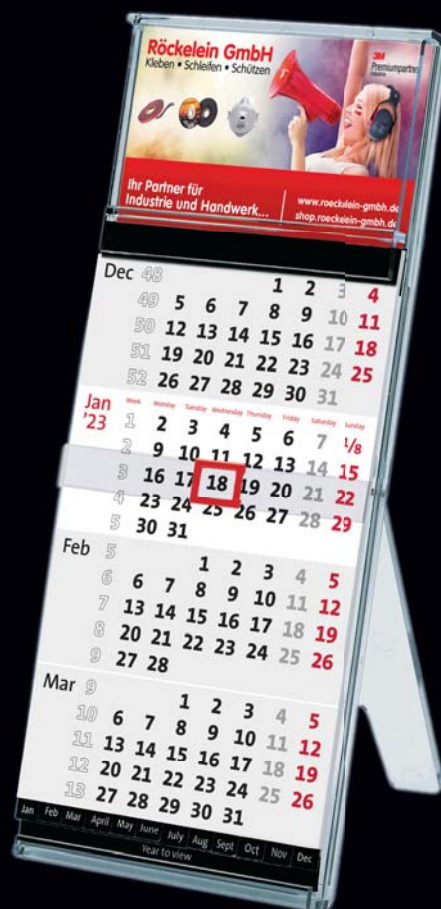 Röckelein GmbH
Kleben • Schleifen • Schützen
3M
Premiumpartner
Industrie
Ihr Partner für
Industrie und Handwerk...
www.roeckelein-gmbh.de
shop.roeckelein-gmbh.de
Dec 48 1 2 3 4
49 5 6 7 8 9 10 11
50 12 13 14 15 16 17 18
51 19 20 21 22 23 24 25
52 26 27 28 29 30 31
Jan '23
Week Monday Tuesday Wednesday Thursday Friday Saturday Sunday
1 2 3 4 5 6 7 1/8
2 9 10 11 12 13 14 15
3 16 17 18 19 20 21 22
4 23 24 25 26 27 28 29
5 30 31
Feb 5 1 2 3 4 5
6 6 7 8 9 10 11 12
7 13 14 15 16 17 18 19
8 20 21 22 23 24 25 26
9 27 28
Mar 9 1 2 3 4 5
10 6 7 8 9 10 11 12
11 13 14 15 16 17 18 19
12 20 21 22 23 24 25 26
13 27 28 29 30 31
Jan Feb Mar April May June July Aug Sept Oct Nov Dec
Year to view